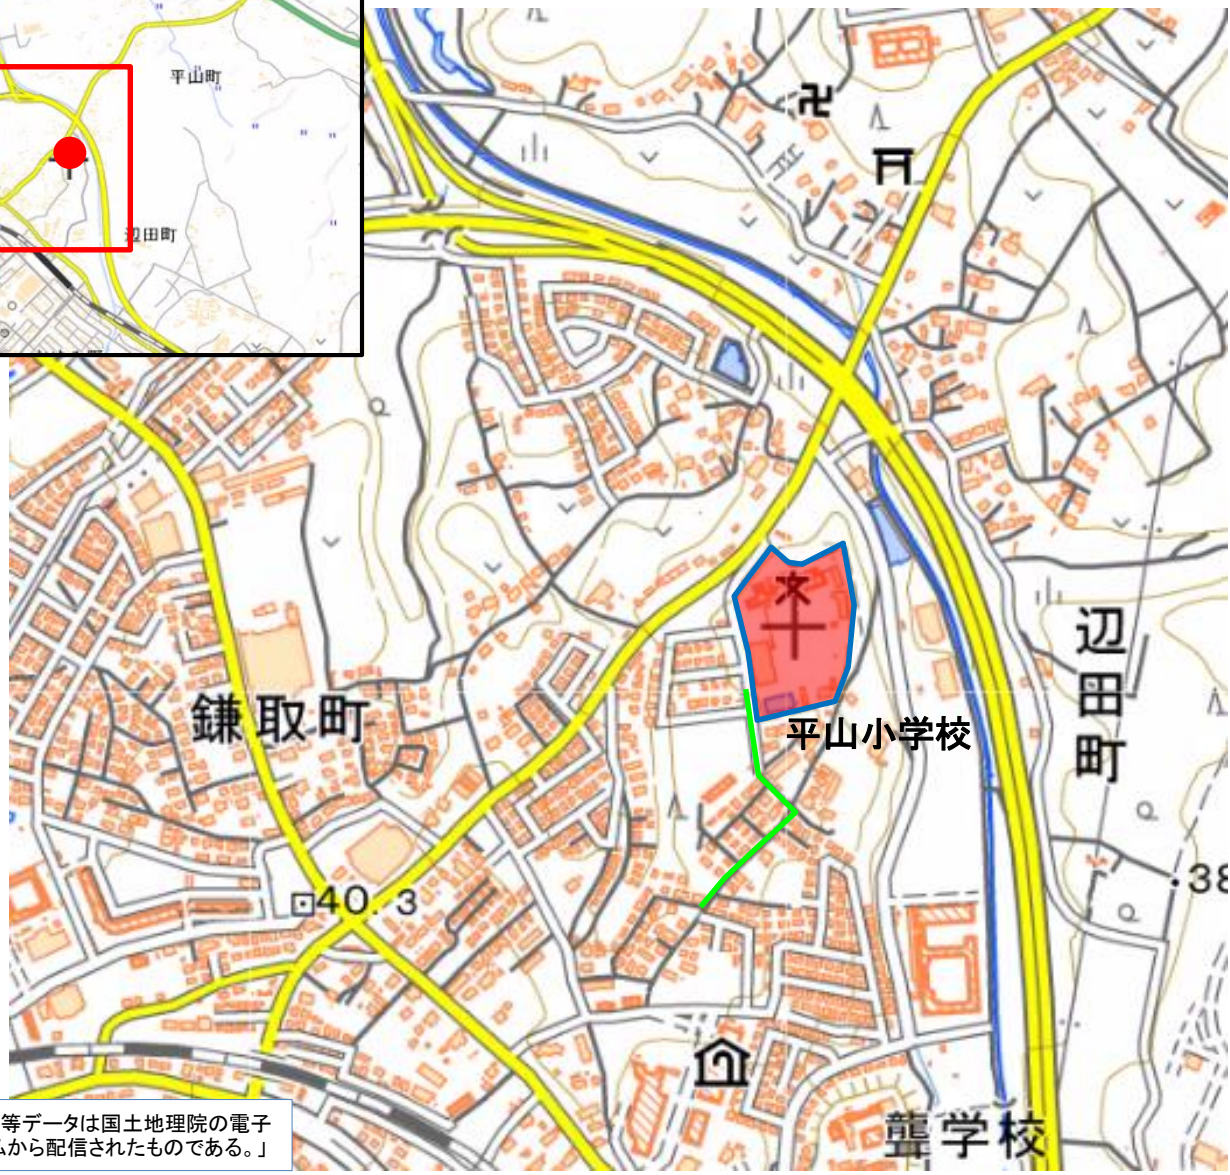 平山町
辺田町
鎌取町
平山小学校
辺田町
40.3
38
聾学校
等データは国土地理院の電子
から配信されたものである。」